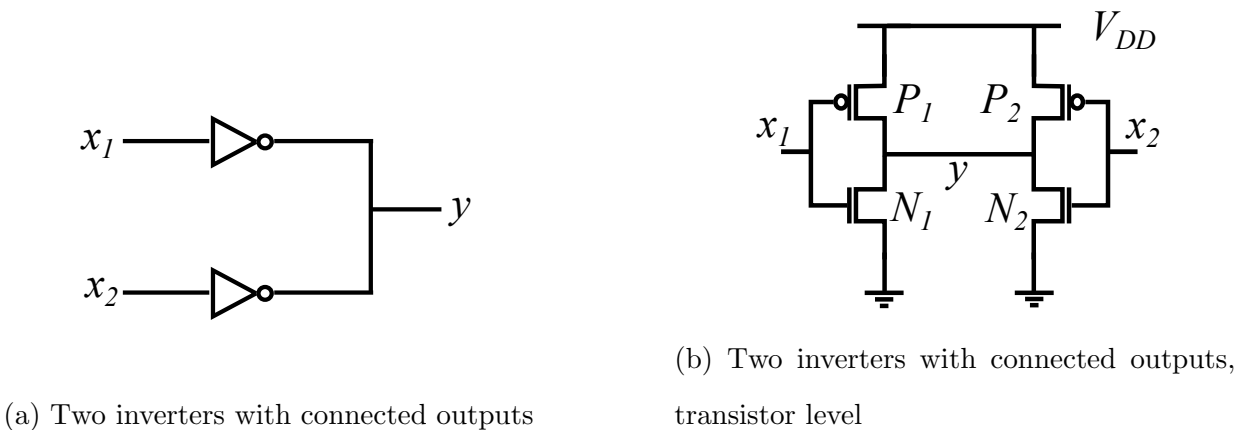 x1
x2
y
(a) Two inverters with connected outputs
VDD
P1
P2
x1
x2
y
N1
N2
(b) Two inverters with connected outputs,
transistor level